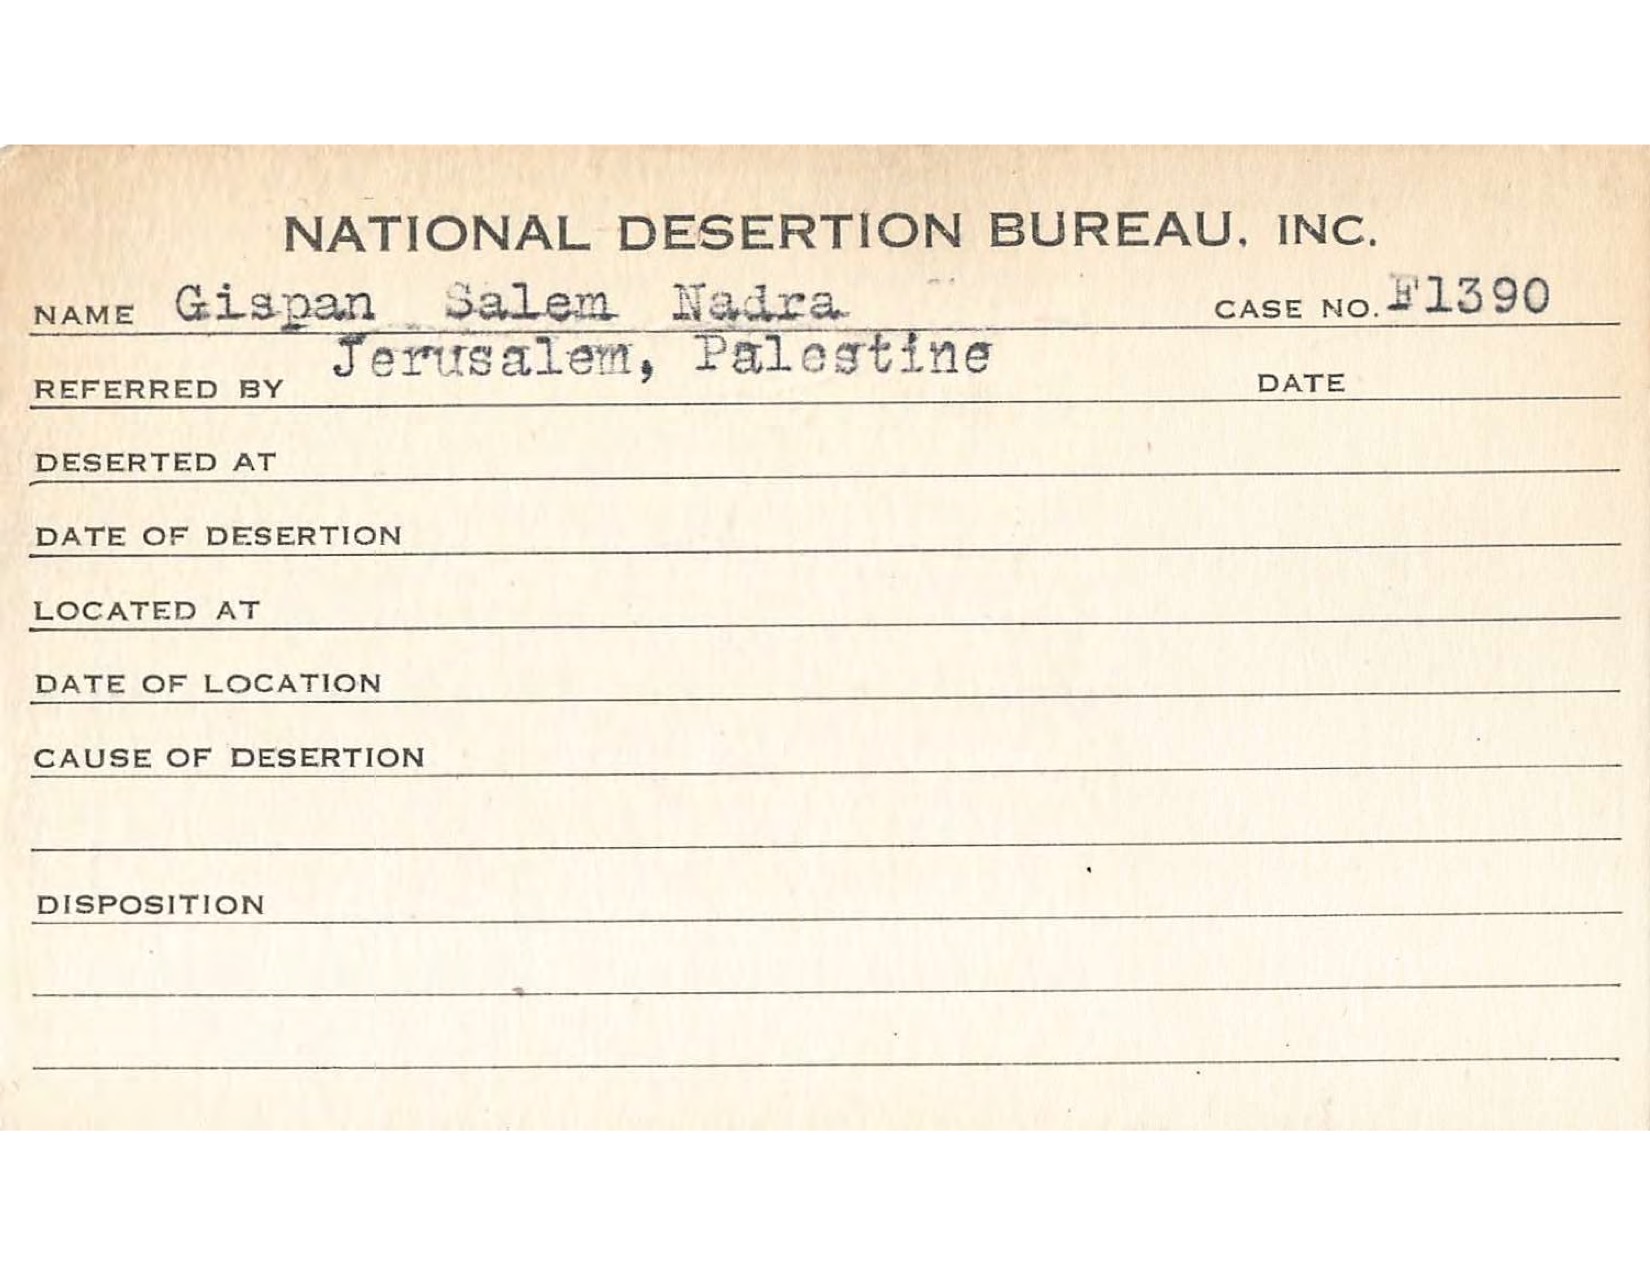 NATIONAL DESERTION BUREAU, INC.
NAME Gispan Salem Nadra CASE NO. F1390
Jerusalem, Palestine
REFERRED BY DATE
DESERTED AT
DATE OF DESERTION
LOCATED AT
DATE OF LOCATION
CAUSE OF DESERTION
DISPOSITION